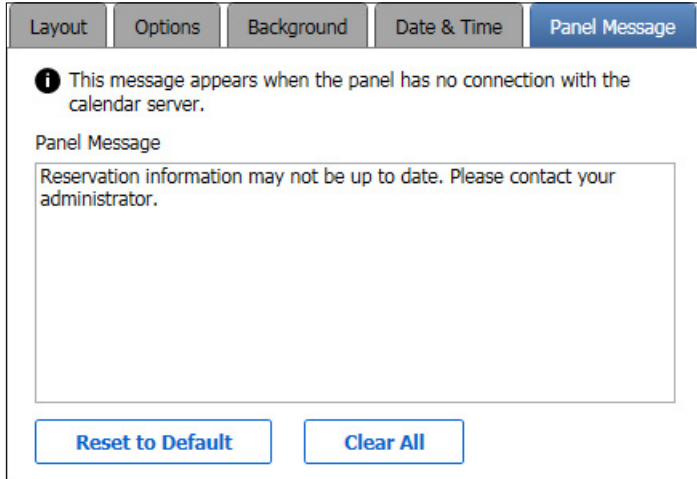 Layout Options Background Date & Time Panel Message
This message appears when the panel has no connection with the
calendar server.
Panel Message
Reservation information may not be up to date. Please contact your
administrator.
Reset to Default Clear All